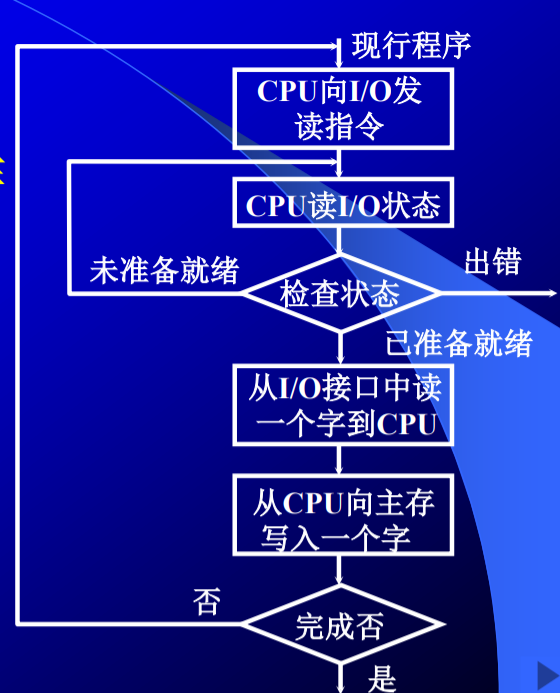 现行程序
CPU向I/O发
读指令
CPU读I/O状态
未准备就绪
检查状态
出错
已准备就绪
从I/O接口中读
一个字到CPU
从CPU向主存
写入一个字
否
完成否
是